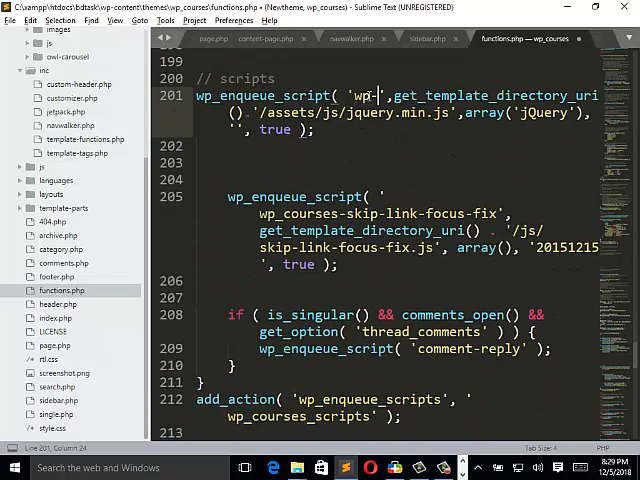 C:\xampp\htocs\bdtask\wp-content\themes\wp_courses\functions.php • (Newtheme, wp_courses) - Sublime Text (UNREGISTERED)
File Edit Selection Find View Goto Tools Project Preferences Help
page.php content-page.php navwalker.php sidebar.php functions.php — wp_courses
images
js
owl-carousel
inc
custom-header.php
customizer.php
jetpack.php
navwalker.php
template-functions.php
template-tags.php
js
languages
layouts
template-parts
404.php
archive.php
category.php
comments.php
footer.php
functions.php
header.php
index.php
LICENSE
page.php
rtl.css
screenshot.png
search.php
sidebar.php
single.php
style.css
199
200 // scripts
201 wp_enqueue_script( 'wp-',get_template_directory_uri
().'/assets/js/jquery.min.js',array('jQuery'),
'', true );
202
203
204
205 wp_enqueue_script( '
wp_courses-skip-link-focus-fix',
get_template_directory_uri() . '/js/
skip-link-focus-fix.js', array(), '20151215
', true );
206
207
208 if ( is_singular() && comments_open() &&
get_option( 'thread_comments' ) ) {
209 wp_enqueue_script( 'comment-reply' );
210 }
211 }
212 add_action( 'wp_enqueue_scripts', '
wp_courses_scripts' );
213
Line 201, Column 24 Tab Size: 4 PHP
Search the web and Windows
8:29 PM
12/5/2018